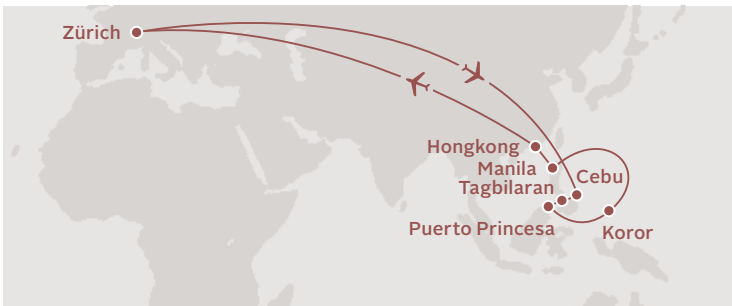 Zürich
Hongkong
Manila
Tagbilaran
Cebu
Puerto Princesa
Koror